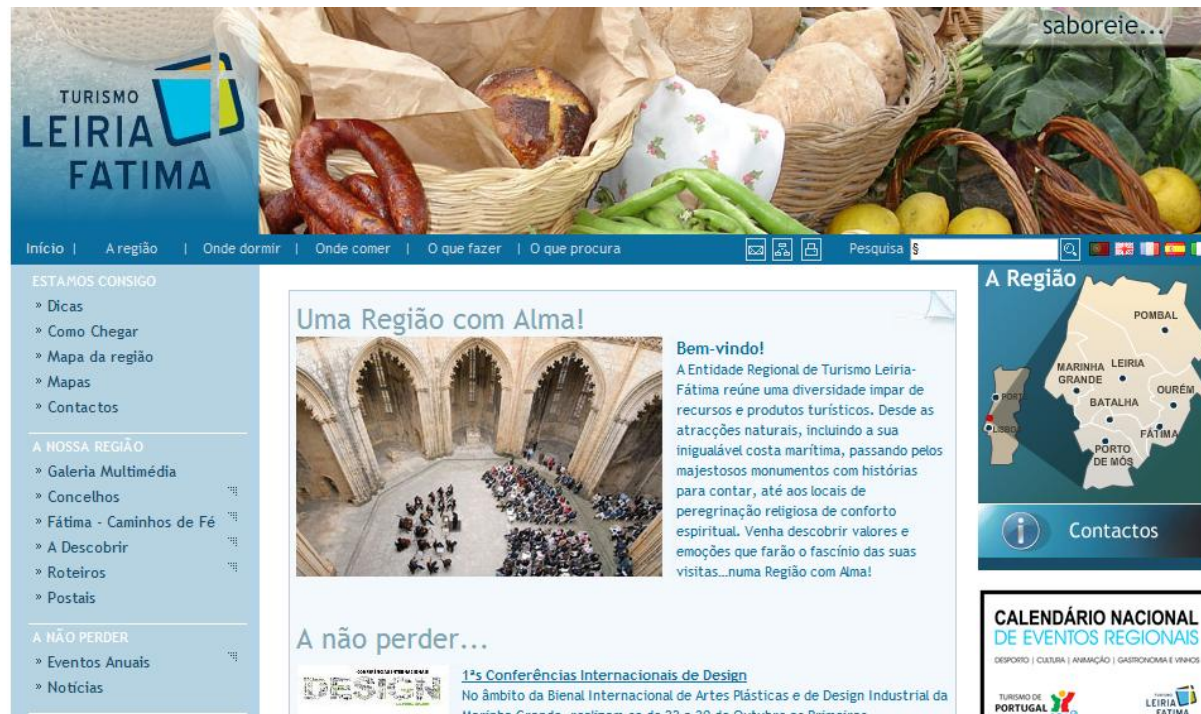 saboreie...
TURISMO
LEIRIA
FÁTIMA
Início | A região | Onde dormir | Onde comer | O que fazer | O que procura
Pesquisa §
ESTAMOS CONSIGO
» Dicas
» Como Chegar
» Mapa da região
» Mapas
» Contactos
A NOSSA REGIÃO
» Galeria Multimédia
» Concelhos
» Fátima - Caminhos de Fé
» A Descobrir
» Roteiros
» Postais
A NÃO PERDER
» Eventos Anuais
» Notícias
Uma Região com Alma!
Bem-vindo!
A Entidade Regional de Turismo Leiria-
Fátima reúne uma diversidade impar de
recursos e produtos turísticos. Desde as
atracções naturais, incluindo a sua
inigualável costa marítima, passando pelos
majestosos monumentos com histórias
para contar, até aos locais de
peregrinação religiosa de conforto
espiritual. Venha descobrir valores e
emoções que farão o fascínio das suas
visitas...numa Região com Alma!
A não perder...
CONFERÊNCIAS INTERNACIONAIS
DESIGN
1ªs Conferências Internacionais de Design
No âmbito da Bienal Internacional de Artes Plásticas e de Design Industrial da
A Região
POMBAL
MARINHA
GRANDE
LEIRIA
OURÉM
BATALHA
FÁTIMA
PORTO
DE MÓS
PORTO
LISBOA
Contactos
CALENDÁRIO NACIONAL
DE EVENTOS REGIONAIS
DESPORTO | CULTURA | ANIMAÇÃO | GASTRONOMIA E VINHOS
TURISMO DE
PORTUGAL
TURISMO
LEIRIA
FÁTIMA